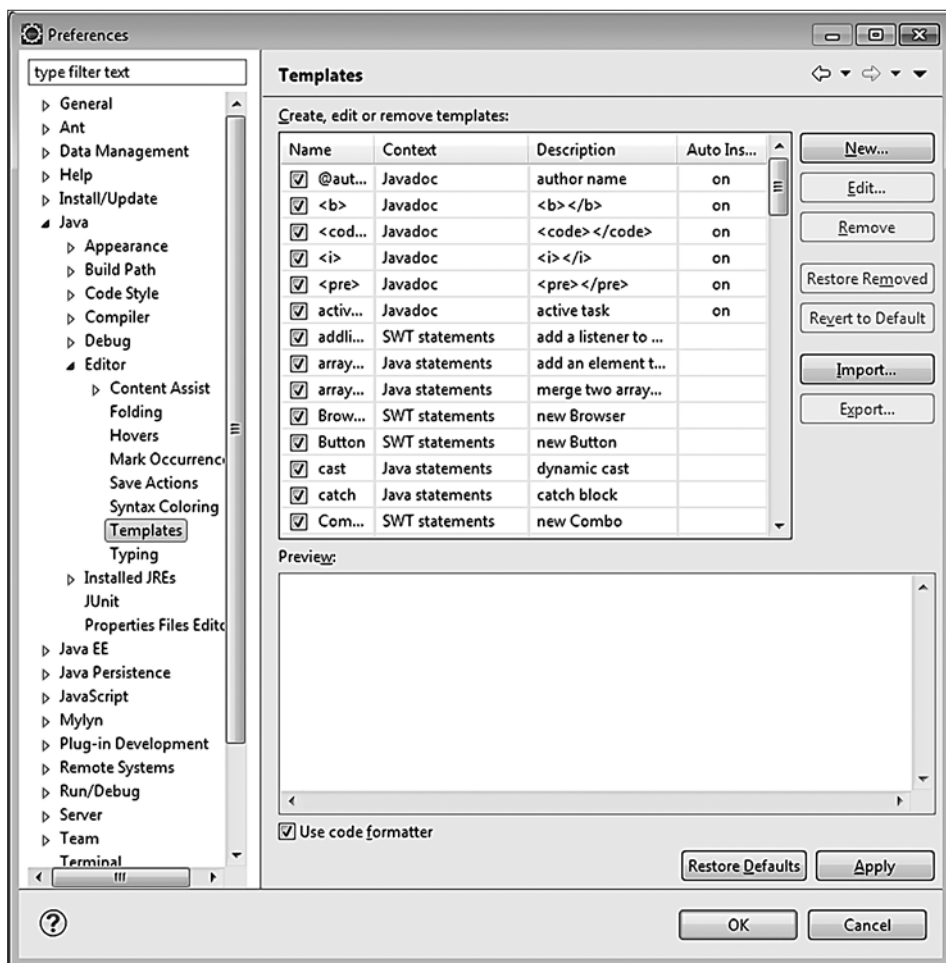 Preferences
type filter text
General
Ant
Data Management
Help
Install/Update
Java
Appearance
Build Path
Code Style
Compiler
Debug
Editor
Content Assist
Folding
Hovers
Mark Occurrenc
Save Actions
Syntax Coloring
Templates
Typing
Installed JREs
JUnit
Properties Files Edito
Java EE
Java Persistence
JavaScript
Mylyn
Plug-in Development
Remote Systems
Run/Debug
Server
Team
Terminal
Templates
Create, edit or remove templates:
Name Context Description Auto Ins...
@aut... Javadoc author name on
<b> Javadoc <b></b> on
<cod... Javadoc <code></code> on
<i> Javadoc <i></i> on
<pre> Javadoc <pre></pre> on
activ... Javadoc active task on
addli... SWT statements add a listener to ...
array... Java statements add an element t...
array... Java statements merge two array...
Brow... SWT statements new Browser
Button SWT statements new Button
cast Java statements dynamic cast
catch Java statements catch block
Com... SWT statements new Combo
New...
Edit...
Remove
Restore Removed
Revert to Default
Import...
Export...
Preview:
Use code formatter
Restore Defaults Apply
OK Cancel